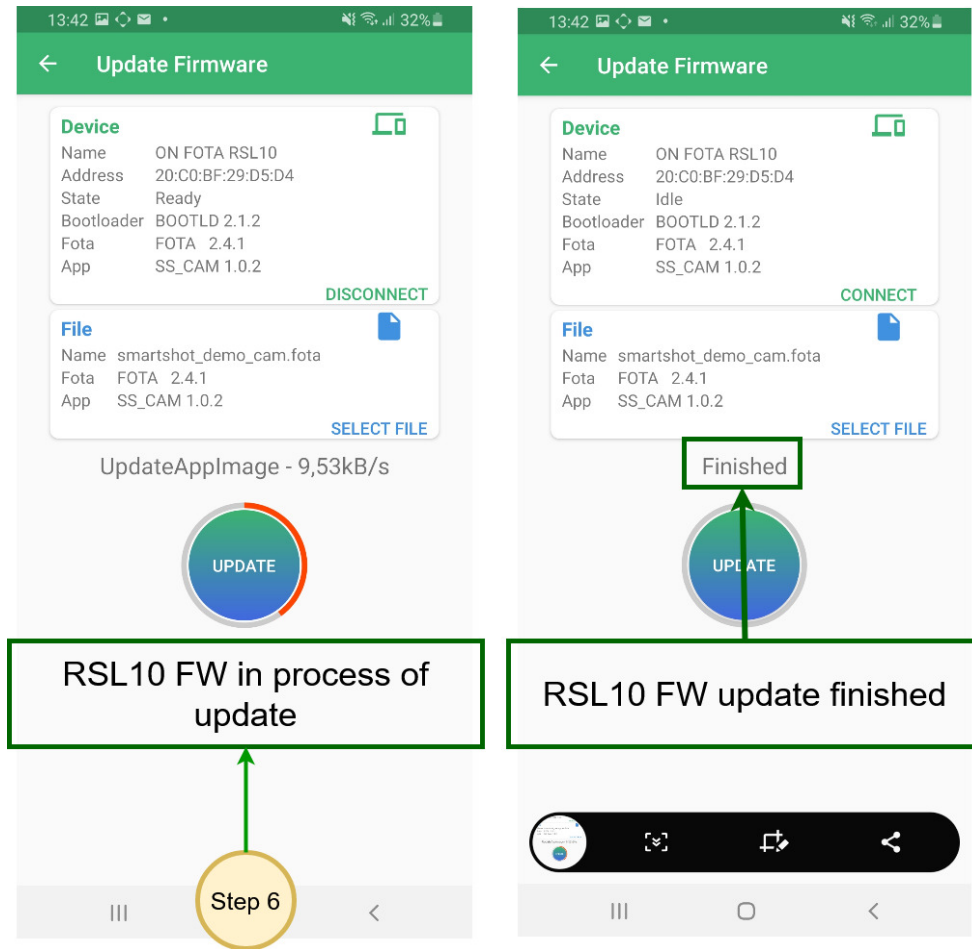 13:42 32%
Update Firmware
Device
Name ON FOTA RSL10
Address 20:C0:BF:29:D5:D4
State Ready
Bootloader BOOTLD 2.1.2
Fota FOTA 2.4.1
App SS_CAM 1.0.2
DISCONNECT
File
Name smartshot_demo_cam.fota
Fota FOTA 2.4.1
App SS_CAM 1.0.2
SELECT FILE
UpdateAppImage - 9,53kB/s
UPDATE
RSL10 FW in process of
update
Step 6
13:42 32%
Update Firmware
Device
Name ON FOTA RSL10
Address 20:C0:BF:29:D5:D4
State Idle
Bootloader BOOTLD 2.1.2
Fota FOTA 2.4.1
App SS_CAM 1.0.2
CONNECT
File
Name smartshot_demo_cam.fota
Fota FOTA 2.4.1
App SS_CAM 1.0.2
SELECT FILE
Finished
UPDATE
RSL10 FW update finished